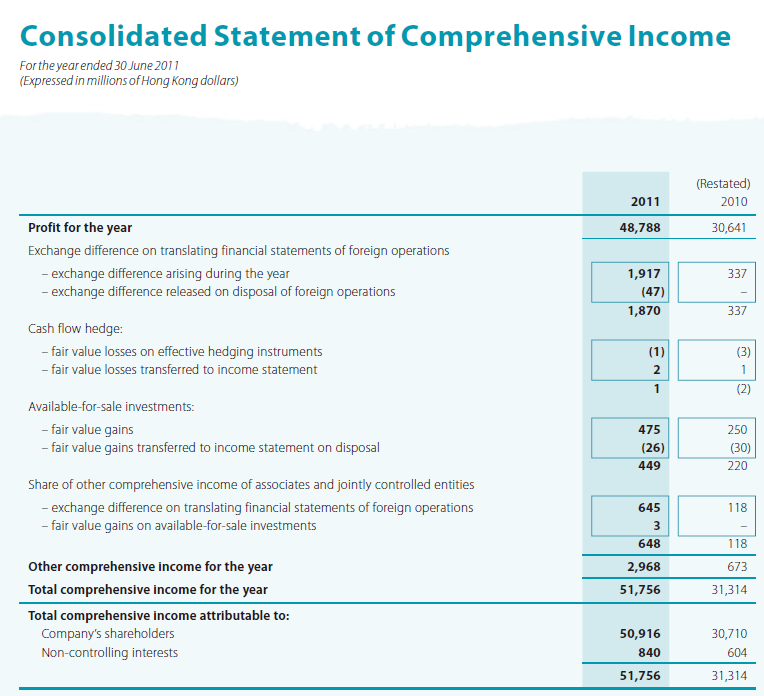 Consolidated Statement of Comprehensive Income
For the year ended 30 June 2011
(Expressed in millions of Hong Kong dollars)
(Restated)
2011 2010
Profit for the year 48,788 30,641
Exchange difference on translating financial statements of foreign operations
– exchange difference arising during the year 1,917 337
– exchange difference released on disposal of foreign operations (47) –
1,870 337
Cash flow hedge:
– fair value losses on effective hedging instruments (1) (3)
– fair value losses transferred to income statement 2 1
1 (2)
Available-for-sale investments:
– fair value gains 475 250
– fair value gains transferred to income statement on disposal (26) (30)
449 220
Share of other comprehensive income of associates and jointly controlled entities
– exchange difference on translating financial statements of foreign operations 645 118
– fair value gains on available-for-sale investments 3 –
648 118
Other comprehensive income for the year 2,968 673
Total comprehensive income for the year 51,756 31,314
Total comprehensive income attributable to:
Company's shareholders 50,916 30,710
Non-controlling interests 840 604
51,756 31,314